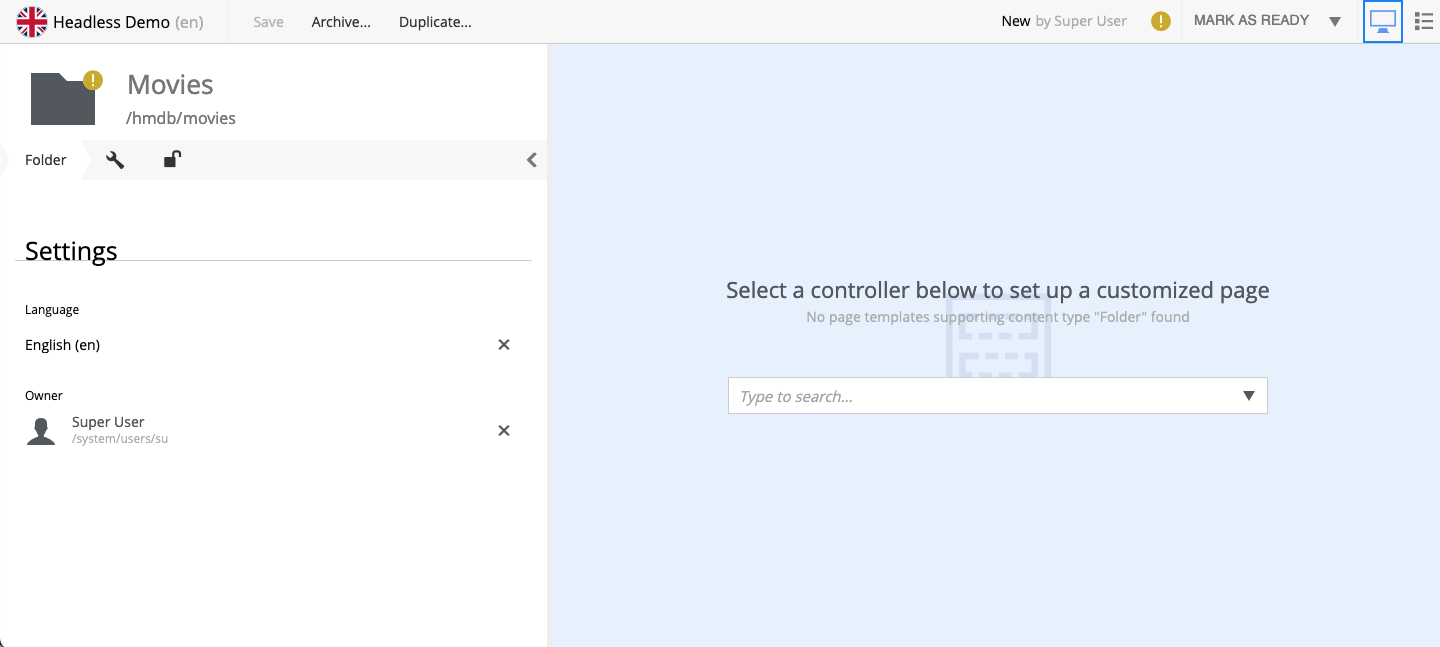 Headless Demo (en) Save Archive... Duplicate... New by Super User ! MARK AS READY
! Movies
/hmdb/movies
Folder
Settings
Language
English (en)
Owner
Super User
/system/users/su
Select a controller below to set up a customized page
No page templates supporting content type "Folder" found
Type to search...